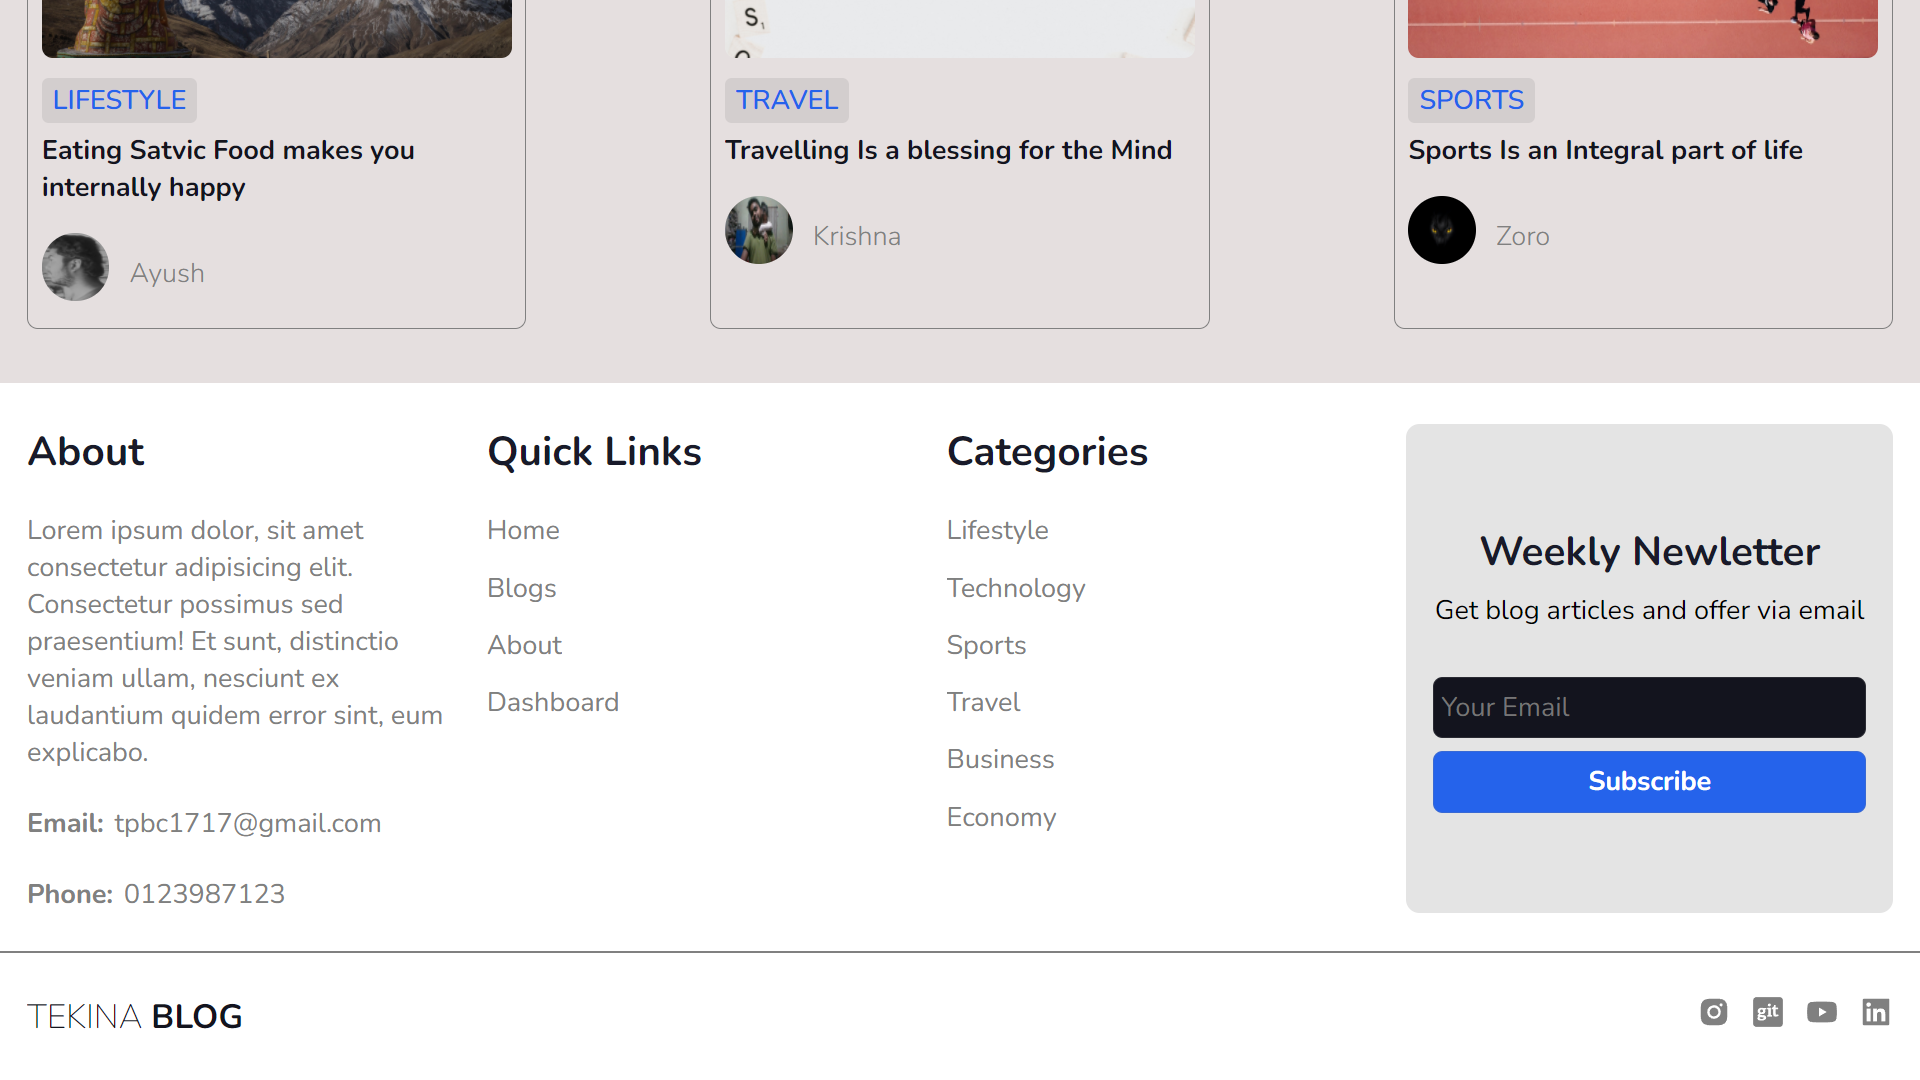 S₁
LIFESTYLE
Eating Satvic Food makes you
internally happy
Ayush
TRAVEL
Travelling Is a blessing for the Mind
Krishna
SPORTS
Sports Is an Integral part of life
Zoro
About
Lorem ipsum dolor, sit amet
consectetur adipisicing elit.
Consectetur possimus sed
praesentium! Et sunt, distinctio
veniam ullam, nesciunt ex
laudantium quidem error sint, eum
explicabo.
Email: tpbc1717@gmail.com
Phone: 0123987123
Quick Links
Home
Blogs
About
Dashboard
Categories
Lifestyle
Technology
Sports
Travel
Business
Economy
Weekly Newletter
Get blog articles and offer via email
Your Email
Subscribe
TEKINA BLOG
git
in